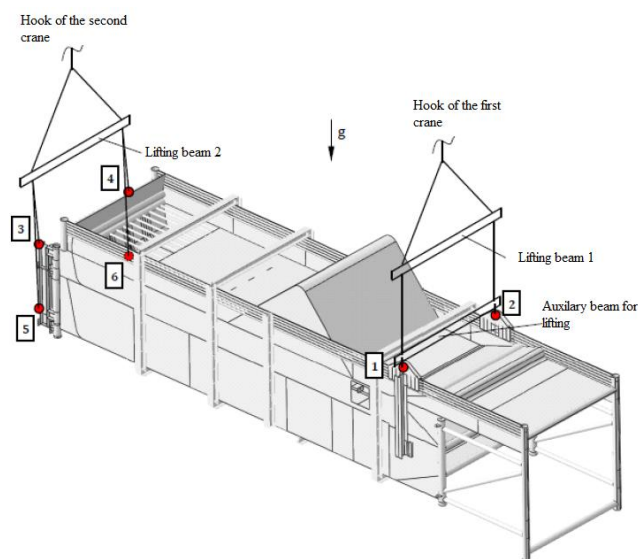 Hook of the second
crane
Hook of the first
crane
g
Lifting beam 2
4
3
Lifting beam 1
6
2
Auxilary beam for
lifting
5
1